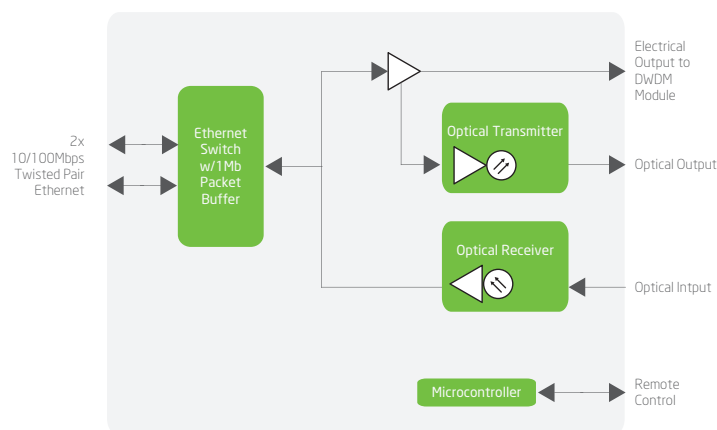 2x
10/100Mbps
Twisted Pair
Ethernet
Ethernet
Switch
w/1Mb
Packet
Buffer
Electrical
Output to
DWDM
Module
Optical Transmitter
Optical Output
Optical Receiver
Optical Intput
Microcontroller
Remote
Control